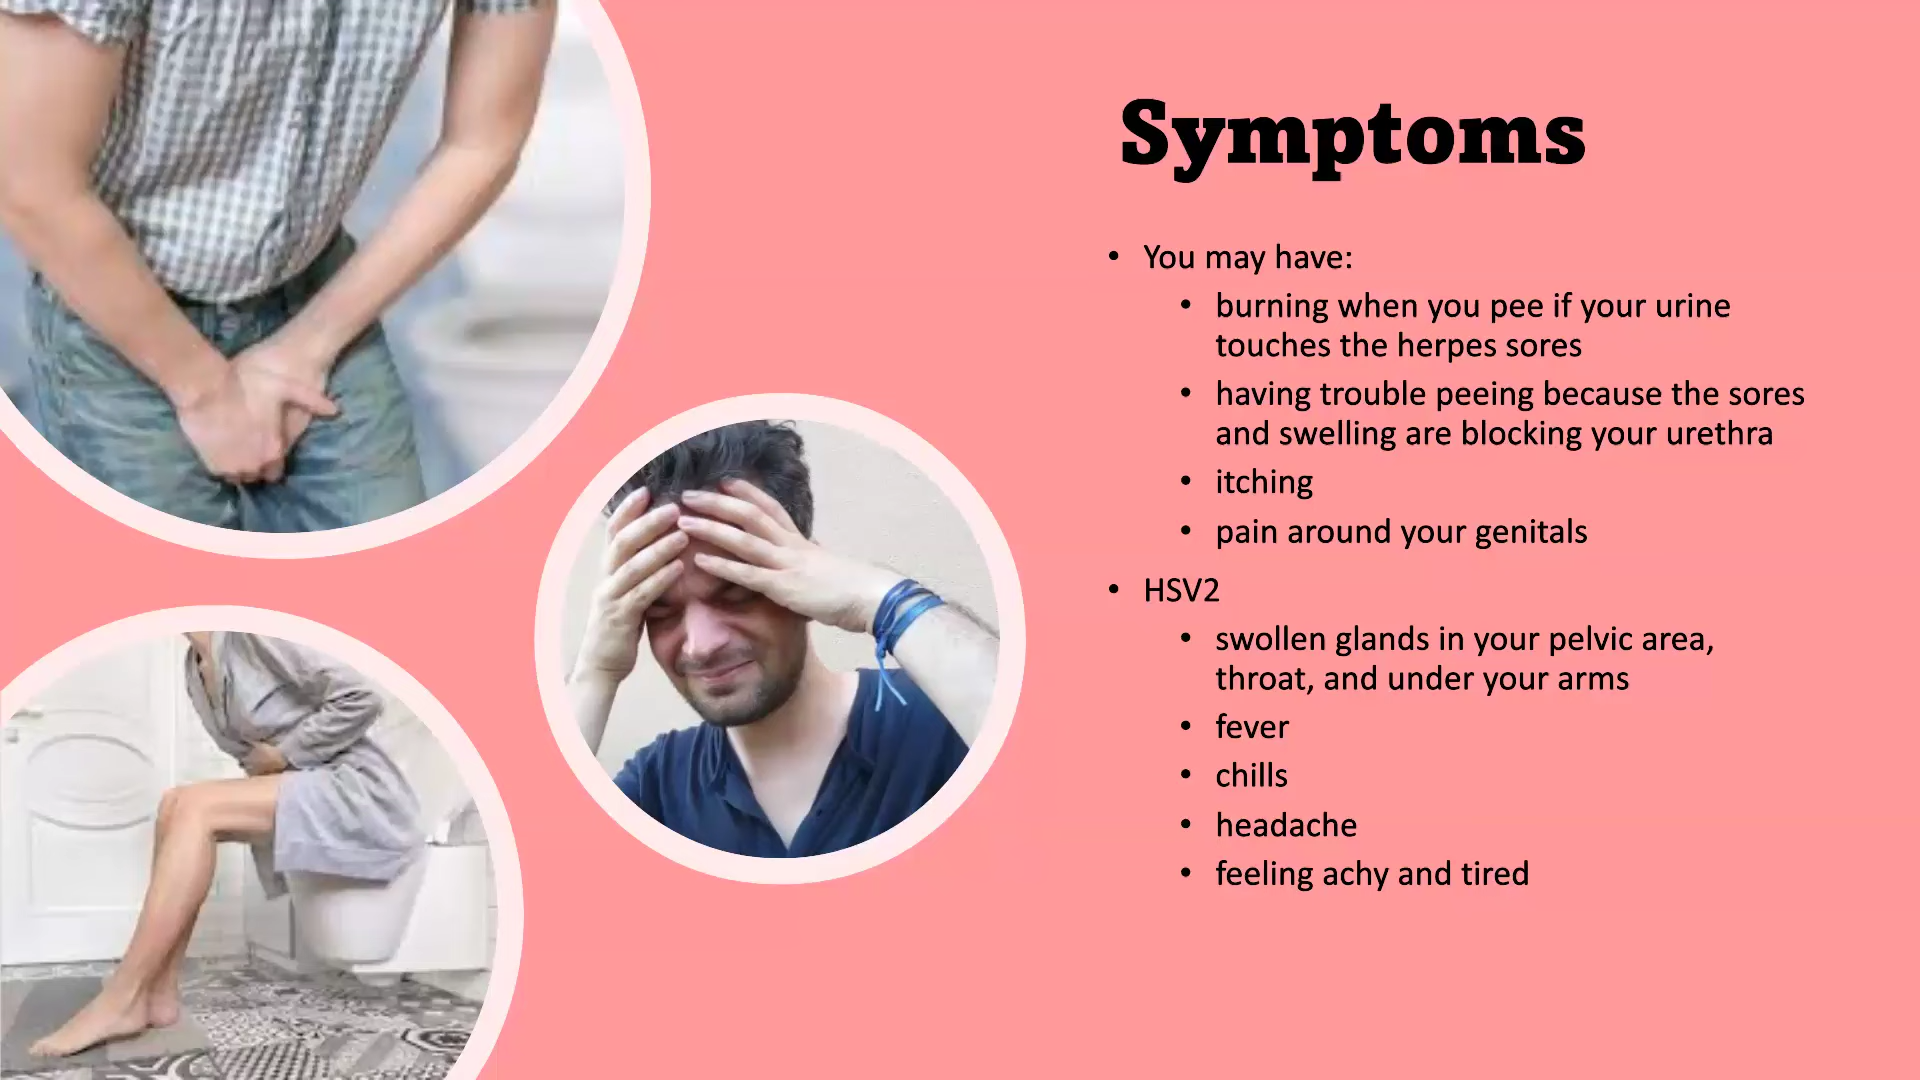 Symptoms
• You may have:
• burning when you pee if your urine
touches the herpes sores
• having trouble peeing because the sores
and swelling are blocking your urethra
• itching
• pain around your genitals
• HSV2
• swollen glands in your pelvic area,
throat, and under your arms
• fever
• chills
• headache
• feeling achy and tired